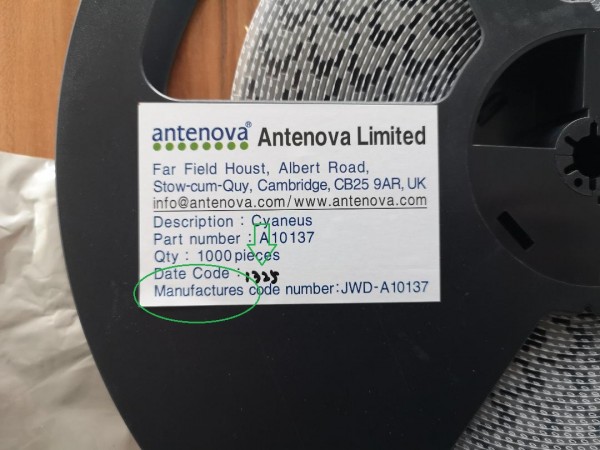 antenova® Antenova Limited
Far Field Houst, Albert Road,
Stow-cum-Quy, Cambridge, CB25 9AR, UK
info@antenova.com/www.antenova.com
Description : Cyaneus
Part number : A10137
Qty : 1000 pieces
Date Code : 1325
Manufactures code number:JWD-A10137